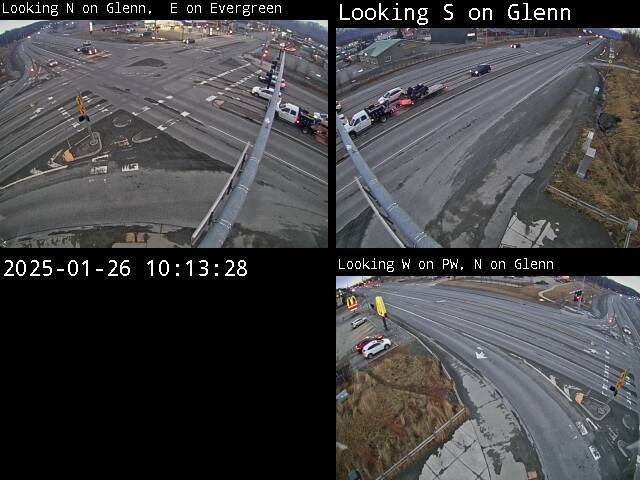 Looking N on Glenn,  E on Evergreen
Looking S on Glenn
2025-01-26 10:13:28
Looking W on PW, N on Glenn